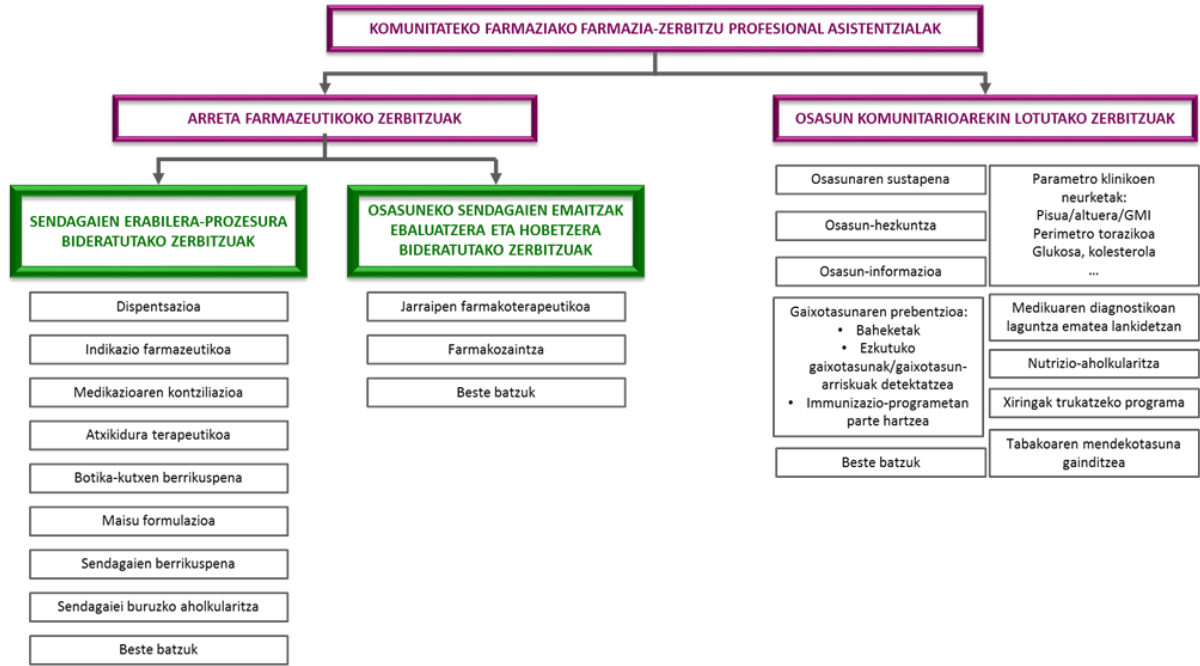 KOMUNITATEKO FARMAZIAKO FARMAZIA-ZERBITZU PROFESIONAL ASISTENTZIALAK
ARRETA FARMAZEUTIKOKO ZERBITZUAK
SENDAGAIEN ERABILERA-PROZESURA
BIDERATUTAKO ZERBITZUAK
Dispentsazioa
Indikazio farmazeutikoa
Medikazioaren kontziliazioa
Atxikidura terapeutikoa
Botika-kutxen berrikuspena
Maisu formulazioa
Sendagaien berrikuspena
Sendagaiei buruzko aholkularitza
Beste batzuk
OSASUNEKO SENDAGAIEN EMAITZAK
EBALUATZERA ETA HOBETZERA
BIDERATUTAKO ZERBITZUAK
Jarraipen farmakoterapeutikoa
Farmakozaintza
Beste batzuk
OSASUN KOMUNITARIOAREKIN LOTUTAKO ZERBITZUAK
Osasunaren sustapena
Osasun-hezkuntza
Osasun-informazioa
Gaixotasunaren prebentzioa:
• Baheketak
• Ezkutuko
gaixotasunak/gaixotasun-
arriskuak detektatzea
• Immunizazio-programetan
parte hartzea
Beste batzuk
Parametro klinikoen
neurketak:
Pisua/altuera/GMI
Perimetro torazikoa
Glukosa, kolesterola
...
Medikuaren diagnostikoan
laguntza ematea lankidetzan
Nutrizio-aholkularitza
Xiringak trukatzeko programa
Tabakoaren mendekotasuna
gainditzea